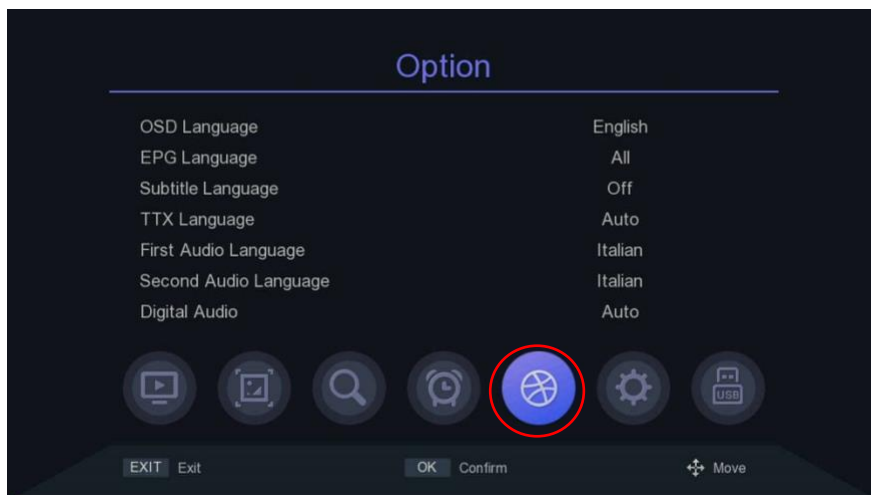 Option
OSD Language English
EPG Language All
Subtitle Language Off
TTX Language Auto
First Audio Language Italian
Second Audio Language Italian
Digital Audio Auto
USB
EXIT Exit OK Confirm Move